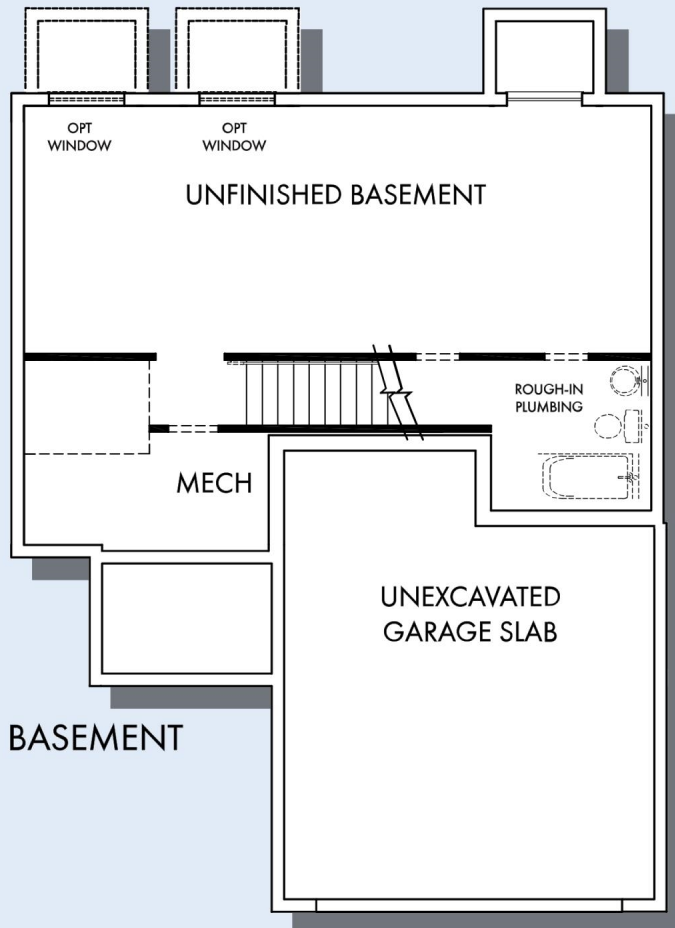 OPT
WINDOW
OPT
WINDOW
UNFINISHED BASEMENT
ROUGH-IN
PLUMBING
MECH
UNEXCAVATED
GARAGE SLAB
BASEMENT